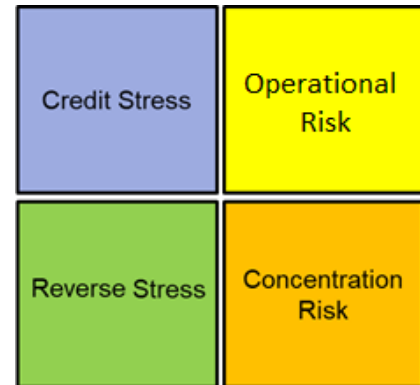 Credit Stress
Operational
Risk
Reverse Stress
Concentration
Risk